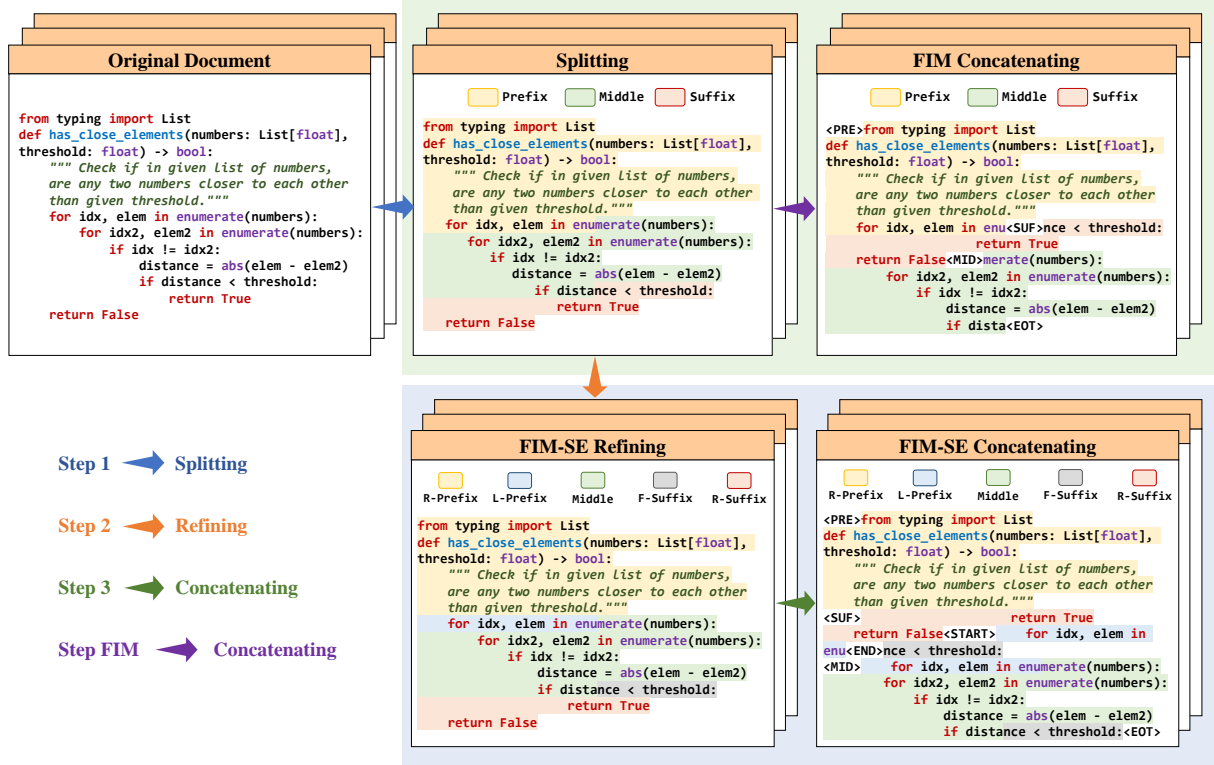 Original Document
from typing import List
def has_close_elements(numbers: List[float],
threshold: float) -> bool:
""" Check if in given list of numbers,
are any two numbers closer to each other
than given threshold."""
for idx, elem in enumerate(numbers):
for idx2, elem2 in enumerate(numbers):
if idx != idx2:
distance = abs(elem - elem2)
if distance < threshold:
return True
return False
Splitting
Prefix Middle Suffix
from typing import List
def has_close_elements(numbers: List[float],
threshold: float) -> bool:
""" Check if in given list of numbers,
are any two numbers closer to each other
than given threshold."""
for idx, elem in enumerate(numbers):
for idx2, elem2 in enumerate(numbers):
if idx != idx2:
distance = abs(elem - elem2)
if distance < threshold:
return True
return False
FIM Concatenating
Prefix Middle Suffix
<PRE>from typing import List
def has_close_elements(numbers: List[float],
threshold: float) -> bool:
""" Check if in given list of numbers,
are any two numbers closer to each other
than given threshold."""
for idx, elem in enu<SUF>nce < threshold:
return True
return False<MID>merate(numbers):
for idx2, elem2 in enumerate(numbers):
if idx != idx2:
distance = abs(elem - elem2)
if dista<EOT>
Step 1 Splitting
Step 2 Refining
Step 3 Concatenating
Step FIM Concatenating
FIM-SE Refining
R-Prefix L-Prefix Middle F-Suffix R-Suffix
from typing import List
def has_close_elements(numbers: List[float],
threshold: float) -> bool:
""" Check if in given list of numbers,
are any two numbers closer to each other
than given threshold."""
for idx, elem in enumerate(numbers):
for idx2, elem2 in enumerate(numbers):
if idx != idx2:
distance = abs(elem - elem2)
if distance < threshold:
return True
return False
FIM-SE Concatenating
R-Prefix L-Prefix Middle F-Suffix R-Suffix
<PRE>from typing import List
def has_close_elements(numbers: List[float],
threshold: float) -> bool:
""" Check if in given list of numbers,
are any two numbers closer to each other
than given threshold."""
<SUF> return True
return False<START> for idx, elem in
enu<END>nce < threshold:
<MID> for idx, elem in enumerate(numbers):
for idx2, elem2 in enumerate(numbers):
if idx != idx2:
distance = abs(elem - elem2)
if distance < threshold:<EOT>